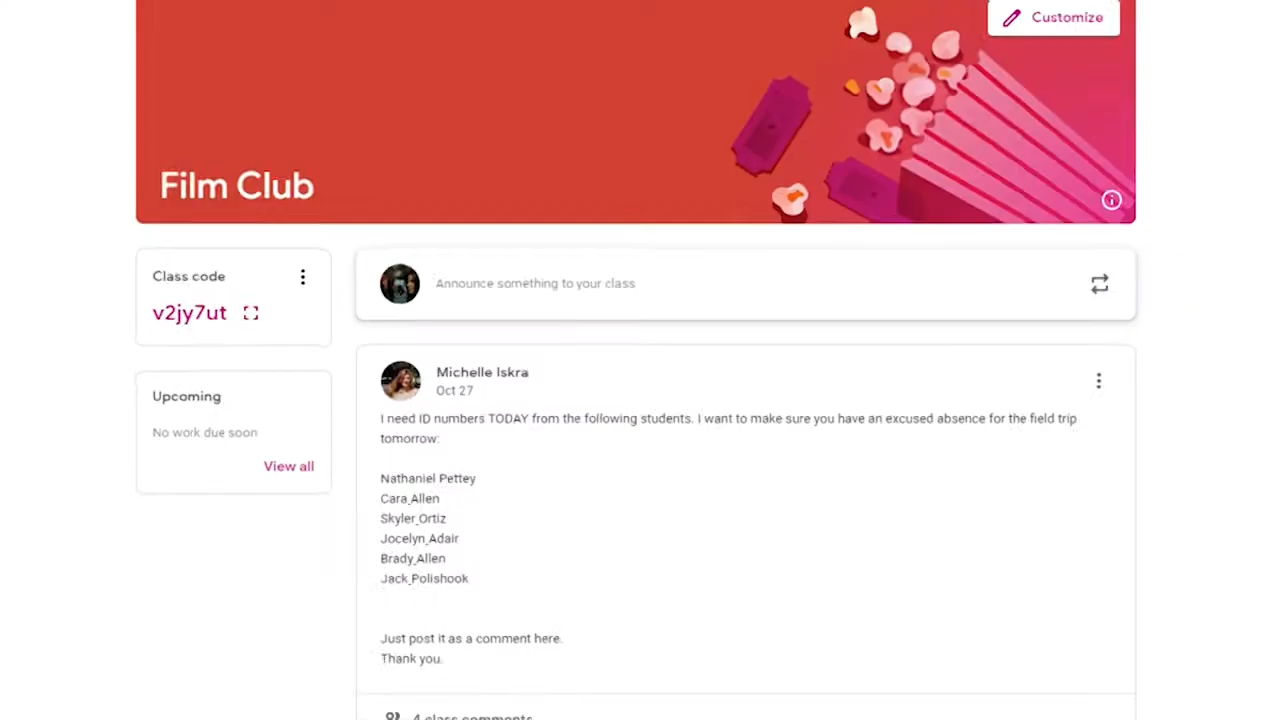 Customize
Film Club
Class code
v2jy7ut
Upcoming
No work due soon
View all
Announce something to your class
Michelle Iskra
Oct 27
I need ID numbers TODAY from the following students. I want to make sure you have an excused absence for the field trip
tomorrow:
Nathaniel Pettey
Cara Allen
Skyler Ortiz
Jocelyn Adair
Brady Allen
Jack Polishook
Just post it as a comment here.
Thank you.
4 class comments